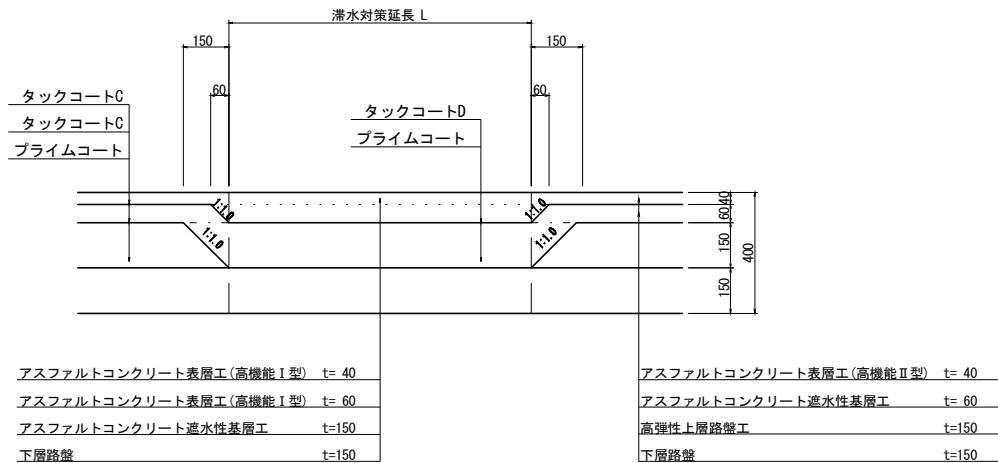 滞水対策延長 L
150
150
60
60
タックコートC
タックコートC
プライムコート
タックコートD
プライムコート
1:1.0
1:1.0
1:1.0
1:1.0
40
60
150
150
400
アスファルトコンクリート表層工(高機能Ⅰ型) t= 40
アスファルトコンクリート表層工(高機能Ⅰ型) t= 60
アスファルトコンクリート遮水性基層工 t=150
下層路盤 t=150
アスファルトコンクリート表層工(高機能Ⅱ型) t= 40
アスファルトコンクリート遮水性基層工 t= 60
高弾性上層路盤工 t=150
下層路盤 t=150